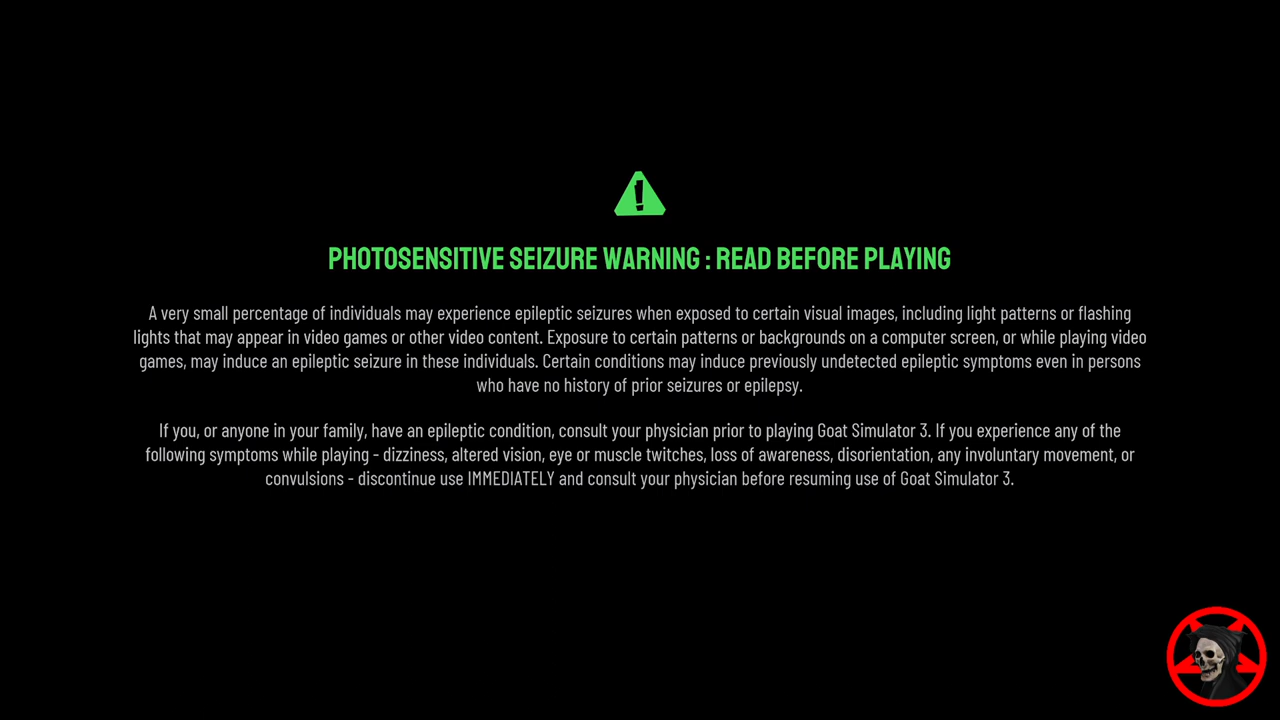 PHOTOSENSITIVE SEIZURE WARNING : READ BEFORE PLAYING
A very small percentage of individuals may experience epileptic seizures when exposed to certain visual images, including light patterns or flashing
lights that may appear in video games or other video content. Exposure to certain patterns or backgrounds on a computer screen, or while playing video
games, may induce an epileptic seizure in these individuals. Certain conditions may induce previously undetected epileptic symptoms even in persons
who have no history of prior seizures or epilepsy.
If you, or anyone in your family, have an epileptic condition, consult your physician prior to playing Goat Simulator 3. If you experience any of the
following symptoms while playing - dizziness, altered vision, eye or muscle twitches, loss of awareness, disorientation, any involuntary movement, or
convulsions - discontinue use IMMEDIATELY and consult your physician before resuming use of Goat Simulator 3.